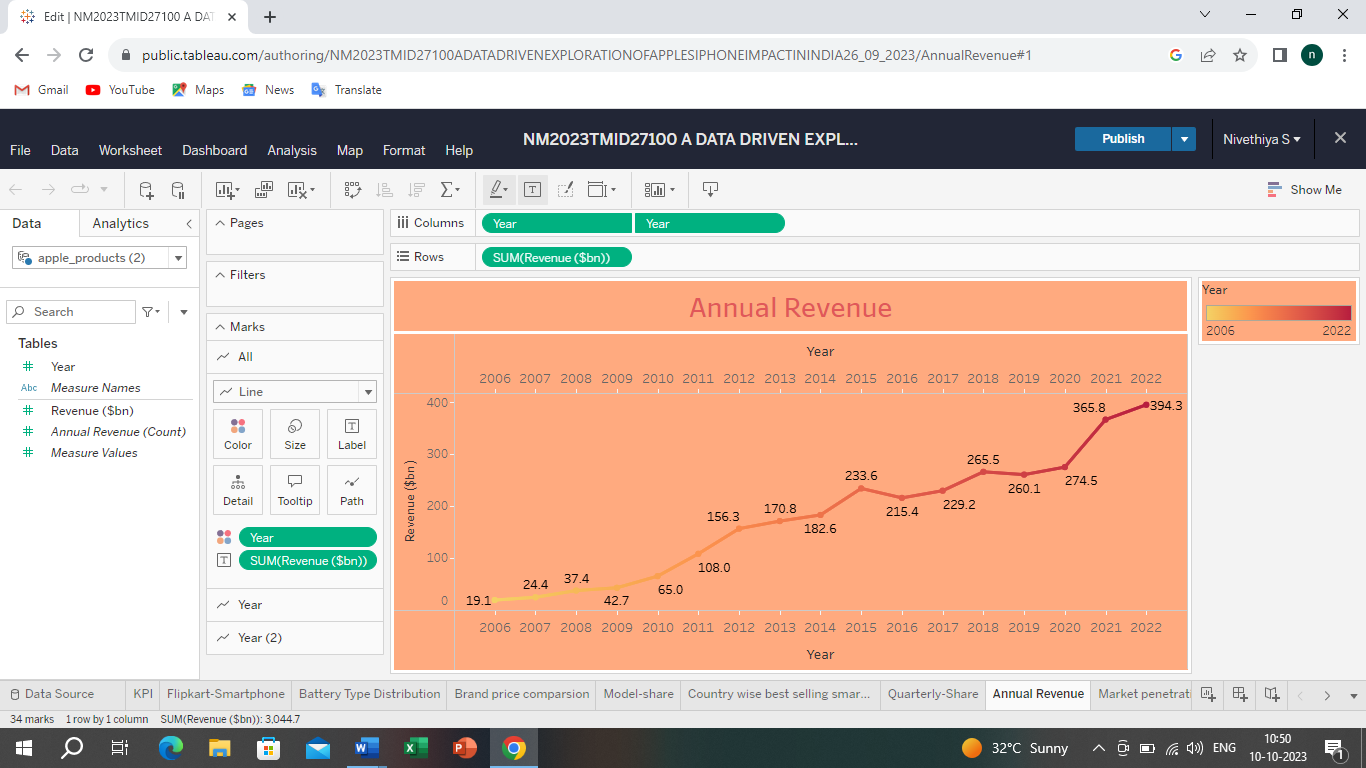 Edit | NM2023TMID27100 A DAT
public.tableau.com/authoring/NM2023TMID27100ADATADRIVENEXPLORATIONOFAPPLESIPHONEIMPACTININDIA26_09_2023/AnnualRevenue#1
n
Gmail YouTube Maps News Translate
NM2023TMID27100 A DATA DRIVEN EXPL...
Publish
Nivethiya S
File Data Worksheet Dashboard Analysis Map Format Help
Show Me
Data Analytics
apple_products (2)
Search
Tables
Year
Abc Measure Names
Revenue ($bn)
Annual Revenue (Count)
Measure Values
Pages
Filters
Marks
All
Line
Color Size Label
Detail Tooltip Path
Year
SUM(Revenue ($bn))
Year
Year (2)
Columns Year Year
Rows SUM(Revenue ($bn))
Annual Revenue
Year
2006 2007 2008 2009 2010 2011 2012 2013 2014 2015 2016 2017 2018 2019 2020 2021 2022
Revenue ($bn)
400
300
200
100
0
19.1
24.4
37.4
42.7
65.0
108.0
156.3
170.8
182.6
233.6
215.4
229.2
265.5
260.1
274.5
365.8
394.3
2006 2007 2008 2009 2010 2011 2012 2013 2014 2015 2016 2017 2018 2019 2020 2021 2022
Year
Year
2006 2022
Data Source KPI Flipkart-Smartphone Battery Type Distribution Brand price comparsion Model-share Country wise best selling smar... Quarterly-Share Annual Revenue Market penetrati
34 marks 1 row by 1 column SUM(Revenue ($bn)): 3,044.7
32°C Sunny
ENG
10:50
10-10-2023
1